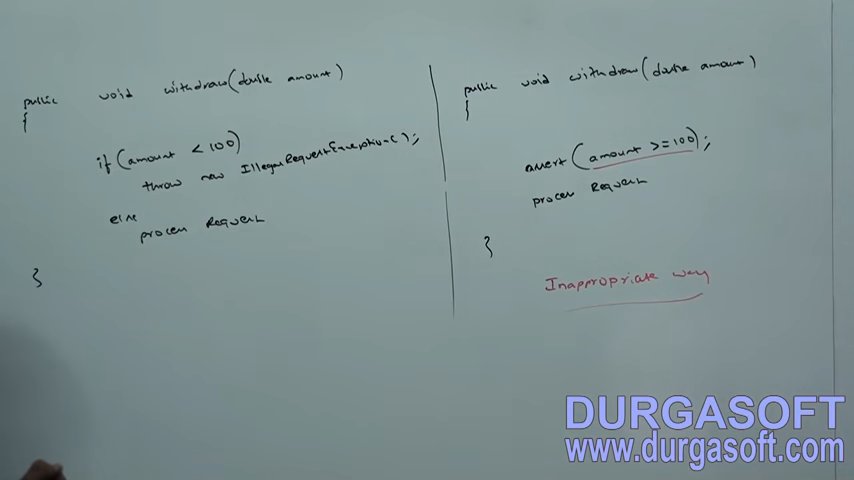 public void withdraw(double amount)
{
if(amount < 100)
throw new IllegalRequestException();
else
process Request
}
public void withdraw(double amount)
{
assert(amount >=100);
process Request
}
Inappropriate way
DURGASOFT
www.durgasoft.com